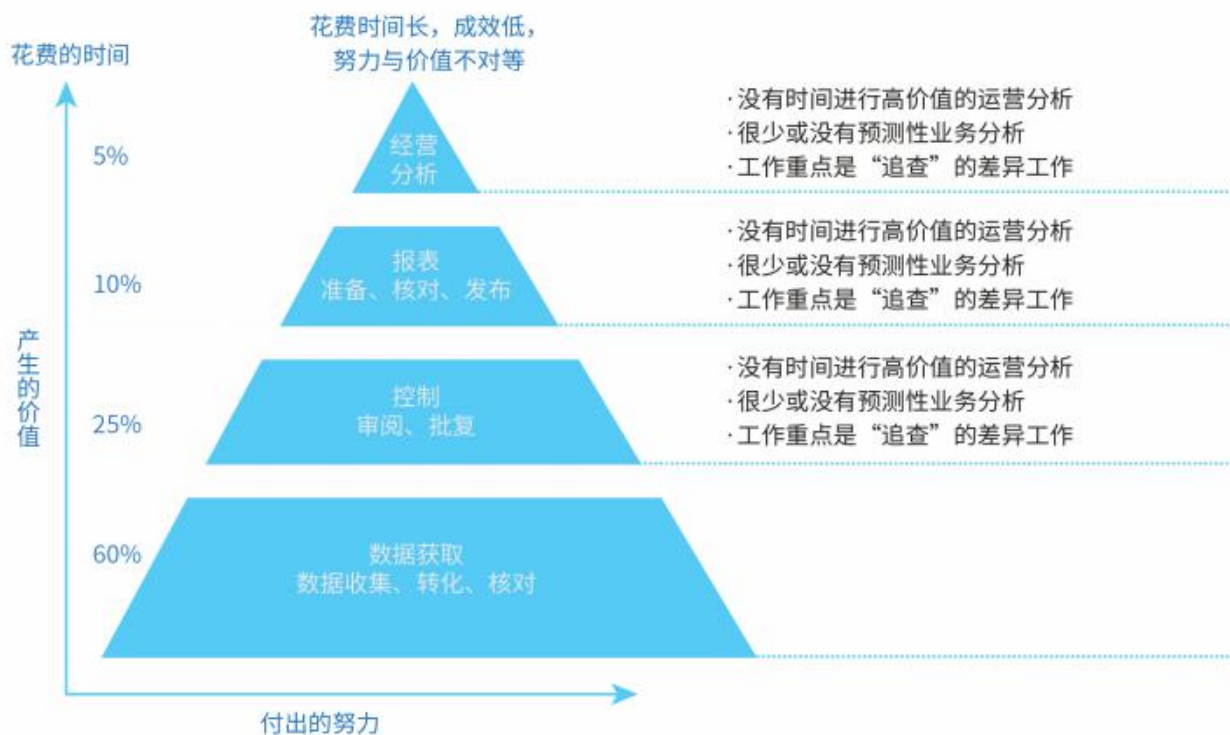 花费时间长，成效低，
努力与价值不对等
花费的时间
5%
经营
分析
·没有时间进行高价值的运营分析
·很少或没有预测性业务分析
·工作重点是“追查”的差异工作
10%
报表
准备、核对、发布
·没有时间进行高价值的运营分析
·很少或没有预测性业务分析
·工作重点是“追查”的差异工作
产生的价值
25%
控制
审阅、批复
·没有时间进行高价值的运营分析
·很少或没有预测性业务分析
·工作重点是“追查”的差异工作
60%
数据获取
数据收集、转化、核对
付出的努力